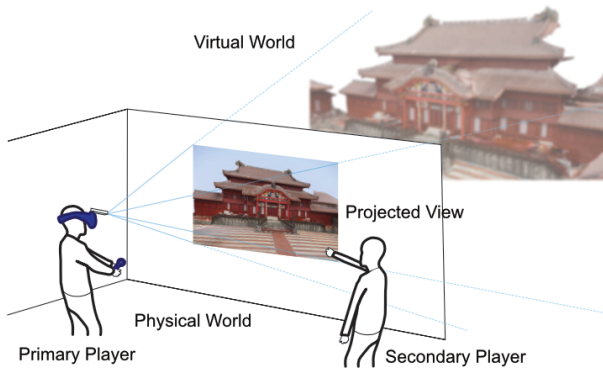 Virtual World
Projected View
Physical World
Primary Player
Secondary Player